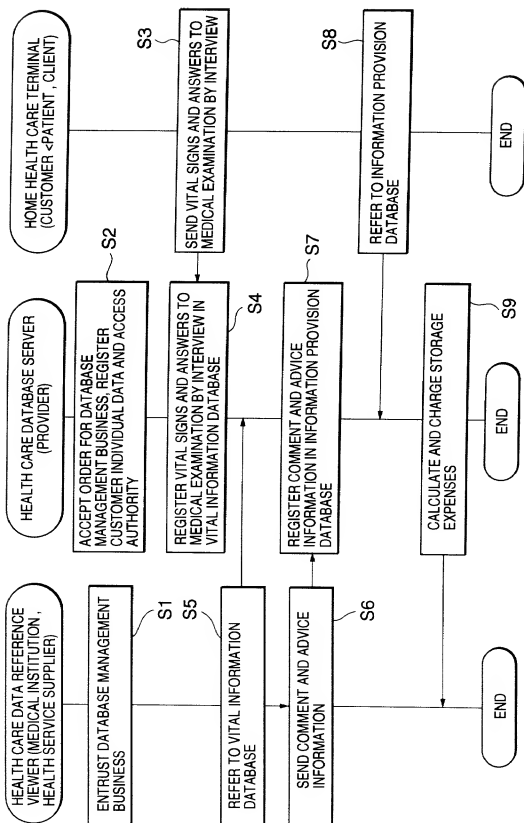 HEALTH CARE DATA REFERENCE
VIEWER (MEDICAL INSTITUTION,
HEALTH SERVICE SUPPLIER)
HEALTH CARE DATABASE SERVER
(PROVIDER)
HOME HEALTH CARE TERMINAL
(CUSTOMER <PATIENT, CLIENT)
ENTRUST DATABASE MANAGEMENT
BUSINESS
S1
ACCEPT ORDER FOR DATABASE
MANAGEMENT BUSINESS, REGISTER
CUSTOMER INDIVIDUAL DATA AND ACCESS
AUTHORITY
S2
SEND VITAL SIGNS AND ANSWERS TO
MEDICAL EXAMINATION BY INTERVIEW
S3
REGISTER VITAL SIGNS AND ANSWERS TO
MEDICAL EXAMINATION BY INTERVIEW IN
VITAL INFORMATION DATABASE
S4
REFER TO VITAL INFORMATION
DATABASE
S5
SEND COMMENT AND ADVICE
INFORMATION
S6
REGISTER COMMENT AND ADVICE
INFORMATION IN INFORMATION PROVISION
DATABASE
S7
REFER TO INFORMATION PROVISION
DATABASE
S8
CALCULATE AND CHARGE STORAGE
EXPENSES
S9
END
END
END